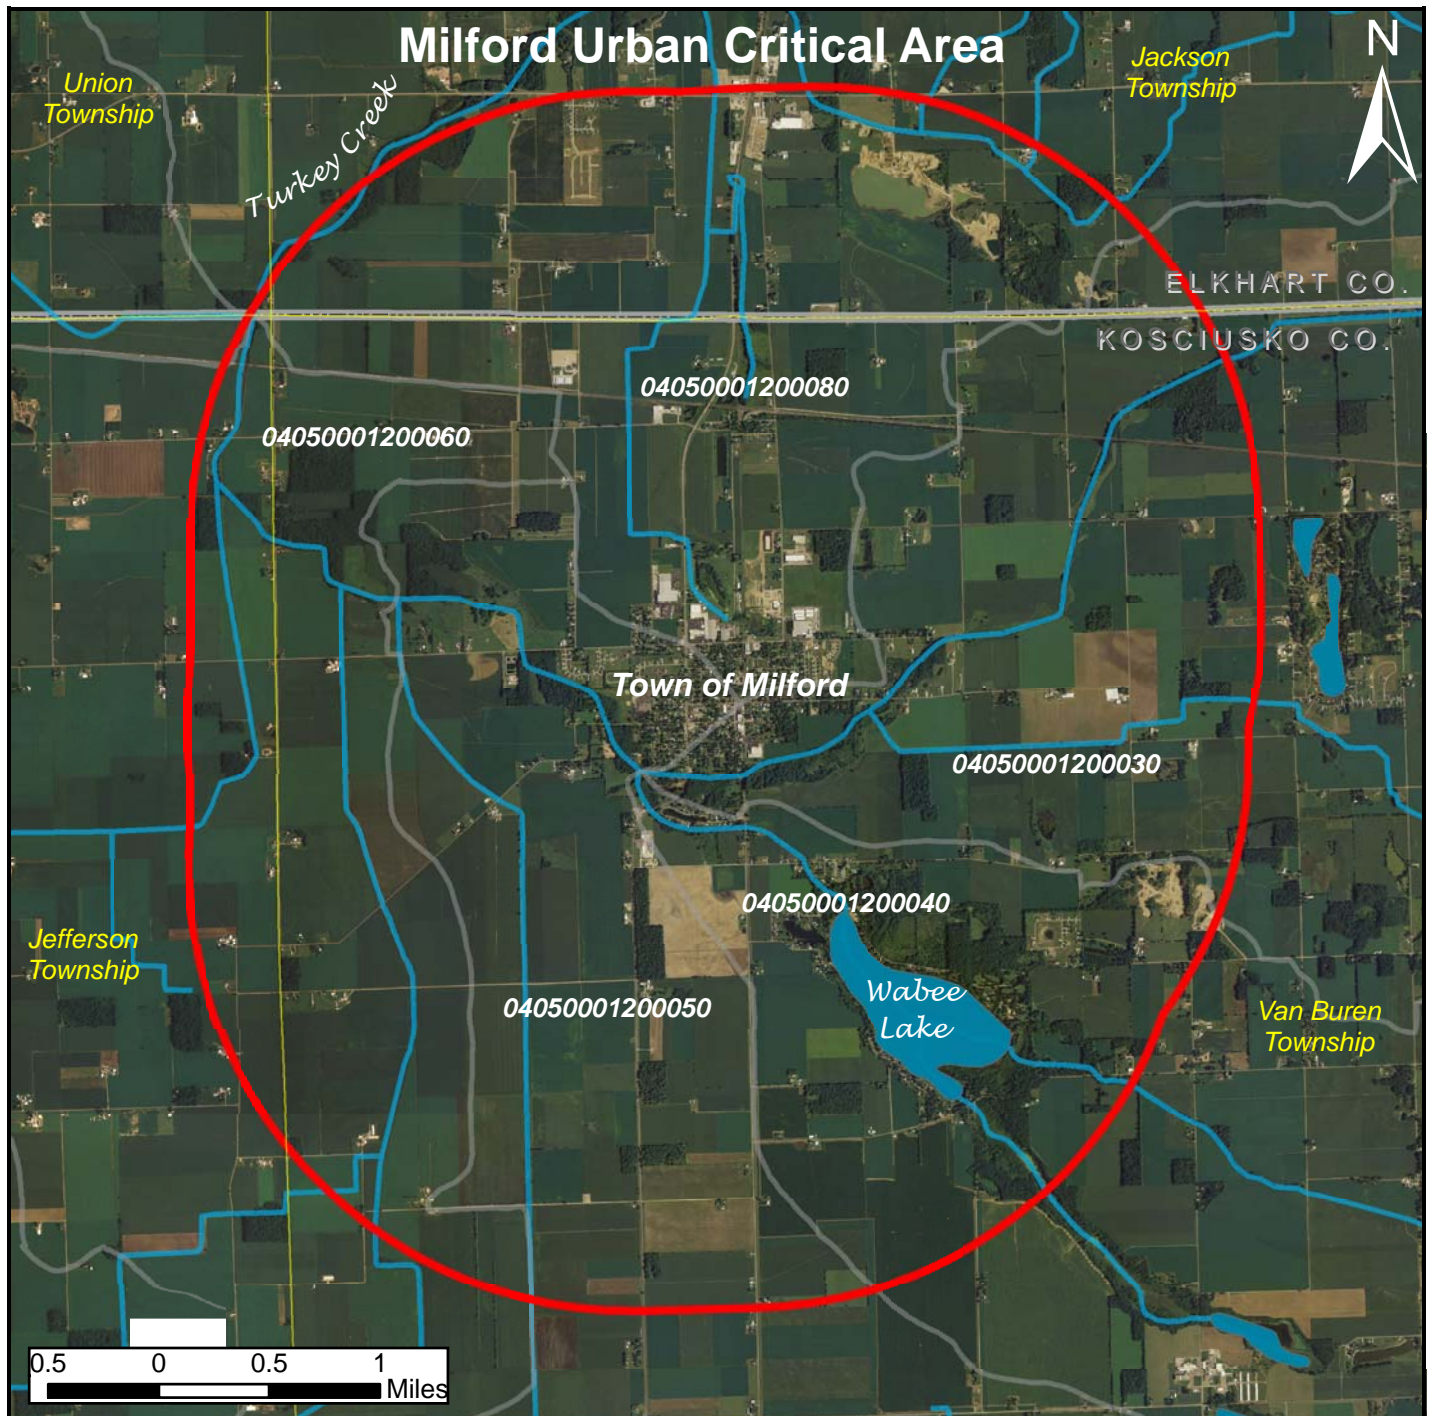 Milford Urban Critical Area
N
Union
Township
Jackson
Township
Turkey Creek
ELKHART CO.
KOSCIUSKO CO.
04050001200080
04050001200060
Town of Milford
04050001200030
04050001200040
Jefferson
Township
Wabee
Lake
04050001200050
Van Buren
Township
0.5 0 0.5 1
Miles